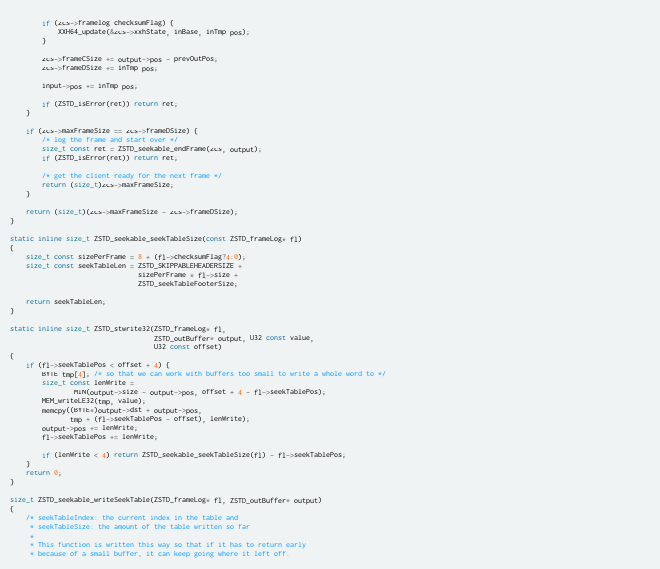 if (zcs->framelog.checksumFlag) {
XXH64_update(&zcs->xxhState, inBase, inTmp.pos);
}
zcs->frameCSize += output->pos - prevOutPos;
zcs->frameDSize += inTmp.pos;
input->pos += inTmp.pos;
if (ZSTD_isError(ret)) return ret;
}
if (zcs->maxFrameSize == zcs->frameDSize) {
/* log the frame and start over */
size_t const ret = ZSTD_seekable_endFrame(zcs, output);
if (ZSTD_isError(ret)) return ret;
/* get the client ready for the next frame */
return (size_t)zcs->maxFrameSize;
}
return (size_t)(zcs->maxFrameSize - zcs->frameDSize);
}
static inline size_t ZSTD_seekable_seekTableSize(const ZSTD_frameLog* fl)
{
size_t const sizePerFrame = 8 + (fl->checksumFlag?4:0);
size_t const seekTableLen = ZSTD_SKIPPABLEHEADERSIZE +
sizePerFrame * fl->size +
ZSTD_seekTableFooterSize;
return seekTableLen;
}
static inline size_t ZSTD_stwrite32(ZSTD_frameLog* fl,
ZSTD_outBuffer* output, U32 const value,
U32 const offset)
{
if (fl->seekTablePos < offset + 4) {
BYTE tmp[4]; /* so that we can work with buffers too small to write a whole word to */
size_t const lenWrite =
MIN(output->size - output->pos, offset + 4 - fl->seekTablePos);
MEM_writeLE32(tmp, value);
memcpy((BYTE*)output->dst + output->pos,
tmp + (fl->seekTablePos - offset), lenWrite);
output->pos += lenWrite;
fl->seekTablePos += lenWrite;
if (lenWrite < 4) return ZSTD_seekable_seekTableSize(fl) - fl->seekTablePos;
}
return 0;
}
size_t ZSTD_seekable_writeSeekTable(ZSTD_frameLog* fl, ZSTD_outBuffer* output)
{
/* seekTableIndex: the current index in the table and
* seekTableSize: the amount of the table written so far
*
* This function is written this way so that if it has to return early
* because of a small buffer, it can keep going where it left off.